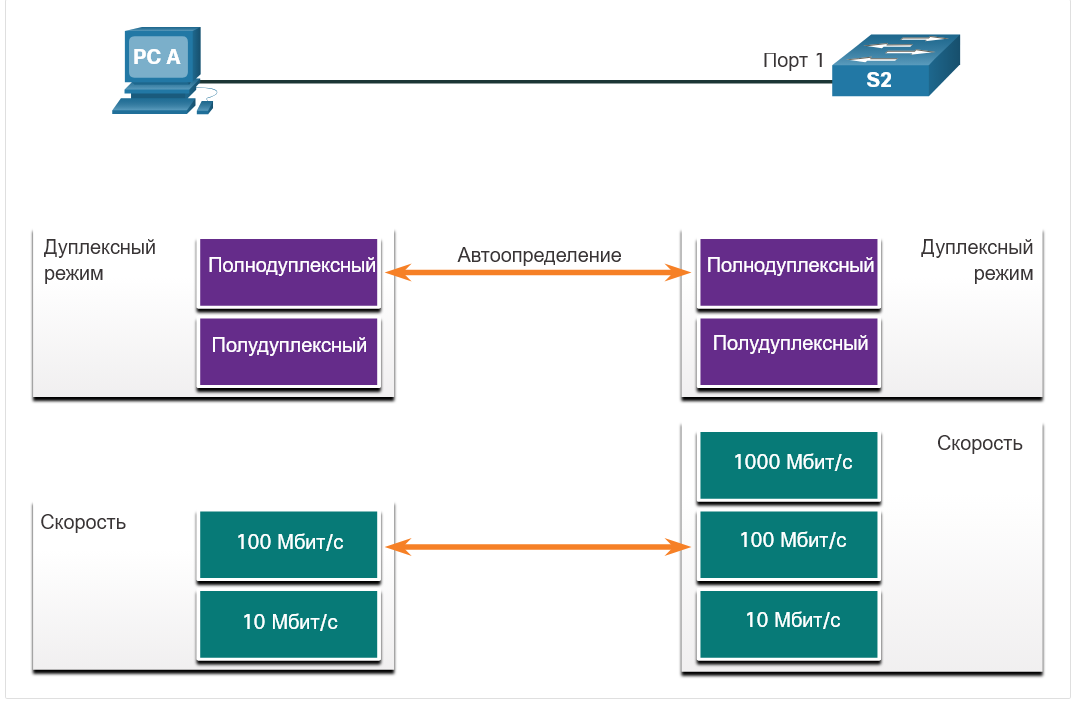 PC A
Порт 1
S2
Дуплексный
режим
Полнодуплексный
Полудуплексный
Автоопределение
Полнодуплексный
Полудуплексный
Дуплексный
режим
Скорость
100 Мбит/с
10 Мбит/с
1000 Мбит/с
100 Мбит/с
10 Мбит/с
Скорость